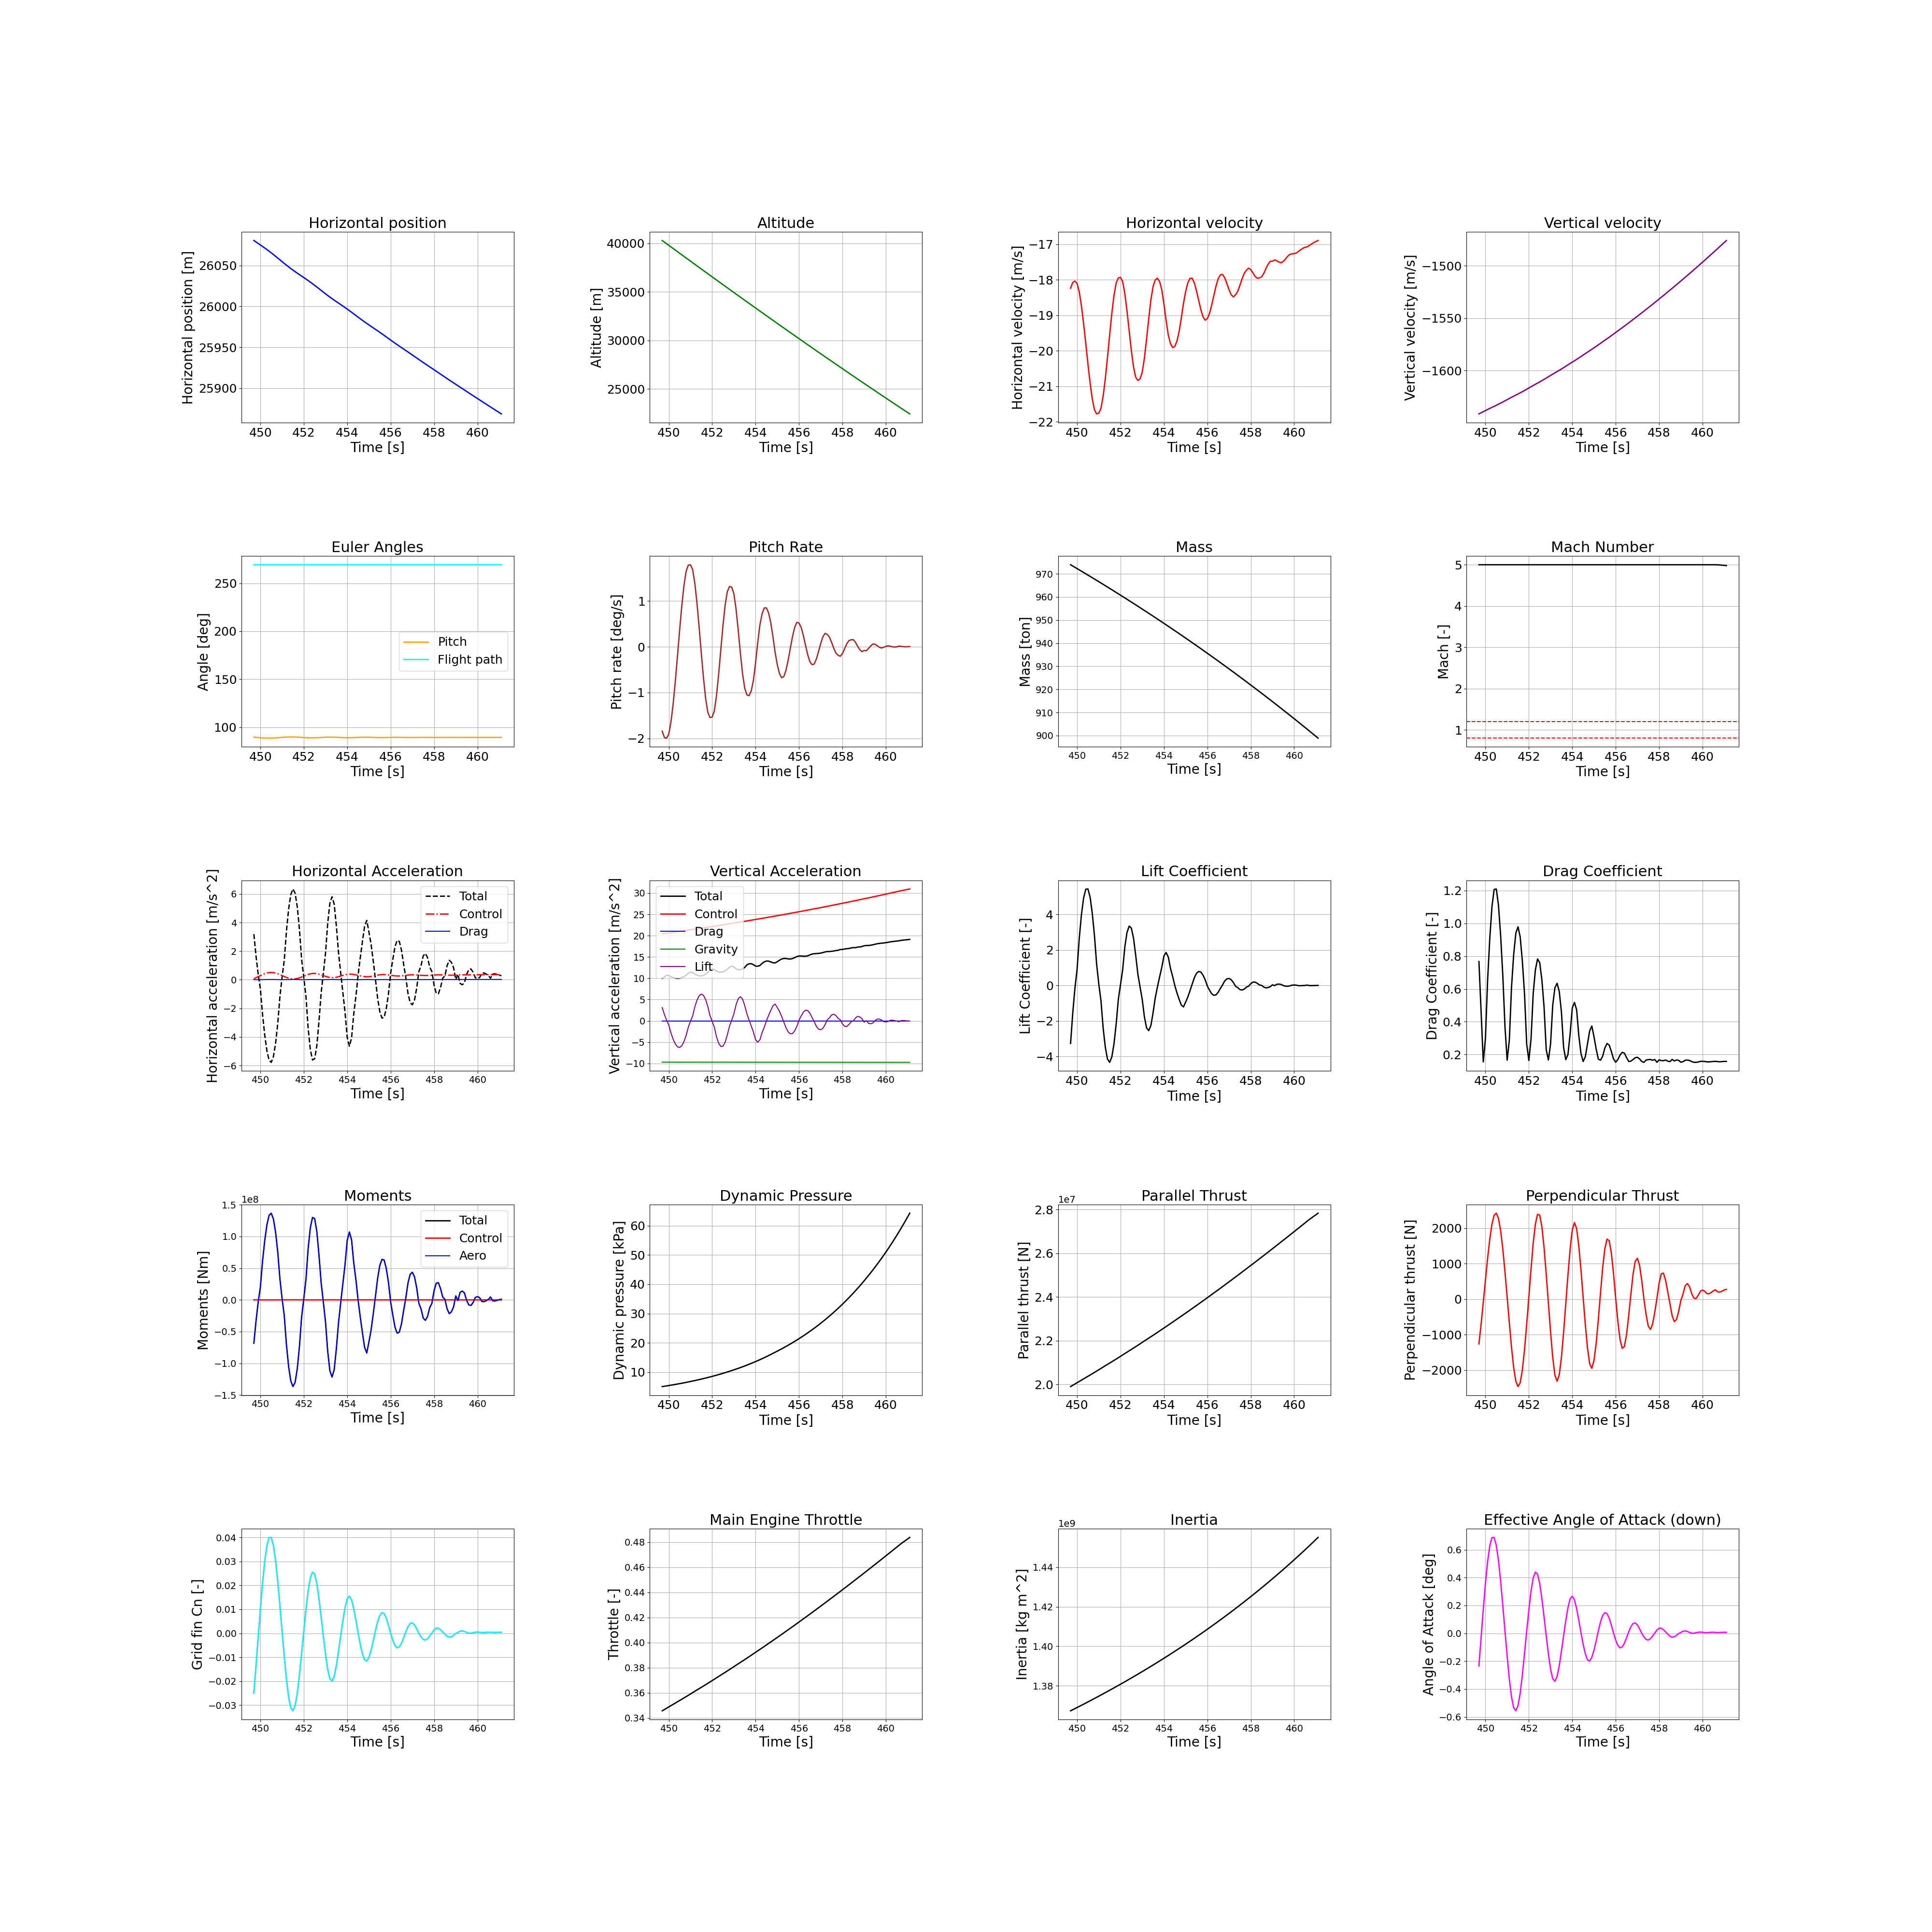 Horizontal position
Horizontal position [m]
26050
26000
25950
25900
450 452 454 456 458 460
Time [s]
Altitude
Altitude [m]
40000
35000
30000
25000
450 452 454 456 458 460
Time [s]
Horizontal velocity
Horizontal velocity [m/s]
−17
−18
−19
−20
−21
−22
450 452 454 456 458 460
Time [s]
Vertical velocity
Vertical velocity [m/s]
−1500
−1550
−1600
450 452 454 456 458 460
Time [s]
Euler Angles
Angle [deg]
250
200
150
100
Pitch
Flight path
450 452 454 456 458 460
Time [s]
Pitch Rate
Pitch rate [deg/s]
1
0
−1
−2
450 452 454 456 458 460
Time [s]
Mass
Mass [ton]
970
960
950
940
930
920
910
900
450 452 454 456 458 460
Time [s]
Mach Number
Mach [-]
5
4
3
2
1
450 452 454 456 458 460
Time [s]
Horizontal Acceleration
Horizontal acceleration [m/s^2]
6
4
2
0
−2
−4
−6
Total
Control
Drag
450 452 454 456 458 460
Time [s]
Vertical Acceleration
Vertical acceleration [m/s^2]
30
25
20
15
10
5
0
−5
−10
Total
Control
Drag
Gravity
Lift
450 452 454 456 458 460
Time [s]
Lift Coefficient
Lift Coefficient [-]
4
2
0
−2
−4
450 452 454 456 458 460
Time [s]
Drag Coefficient
Drag Coefficient [-]
1.2
1.0
0.8
0.6
0.4
0.2
450 452 454 456 458 460
Time [s]
Moments
1e8
Moments [Nm]
1.5
1.0
0.5
0.0
−0.5
−1.0
−1.5
Total
Control
Aero
450 452 454 456 458 460
Time [s]
Dynamic Pressure
Dynamic pressure [kPa]
60
50
40
30
20
10
450 452 454 456 458 460
Time [s]
Parallel Thrust
1e7
Parallel thrust [N]
2.8
2.6
2.4
2.2
2.0
450 452 454 456 458 460
Time [s]
Perpendicular Thrust
Perpendicular thrust [N]
2000
1000
0
−1000
−2000
450 452 454 456 458 460
Time [s]
Grid fin Cn [-]
0.04
0.03
0.02
0.01
0.00
−0.01
−0.02
−0.03
450 452 454 456 458 460
Time [s]
Main Engine Throttle
Throttle [-]
0.48
0.46
0.44
0.42
0.40
0.38
0.36
0.34
450 452 454 456 458 460
Time [s]
Inertia
1e9
Inertia [kg m^2]
1.44
1.42
1.40
1.38
450 452 454 456 458 460
Time [s]
Effective Angle of Attack (down)
Angle of Attack [deg]
0.6
0.4
0.2
0.0
−0.2
−0.4
−0.6
450 452 454 456 458 460
Time [s]